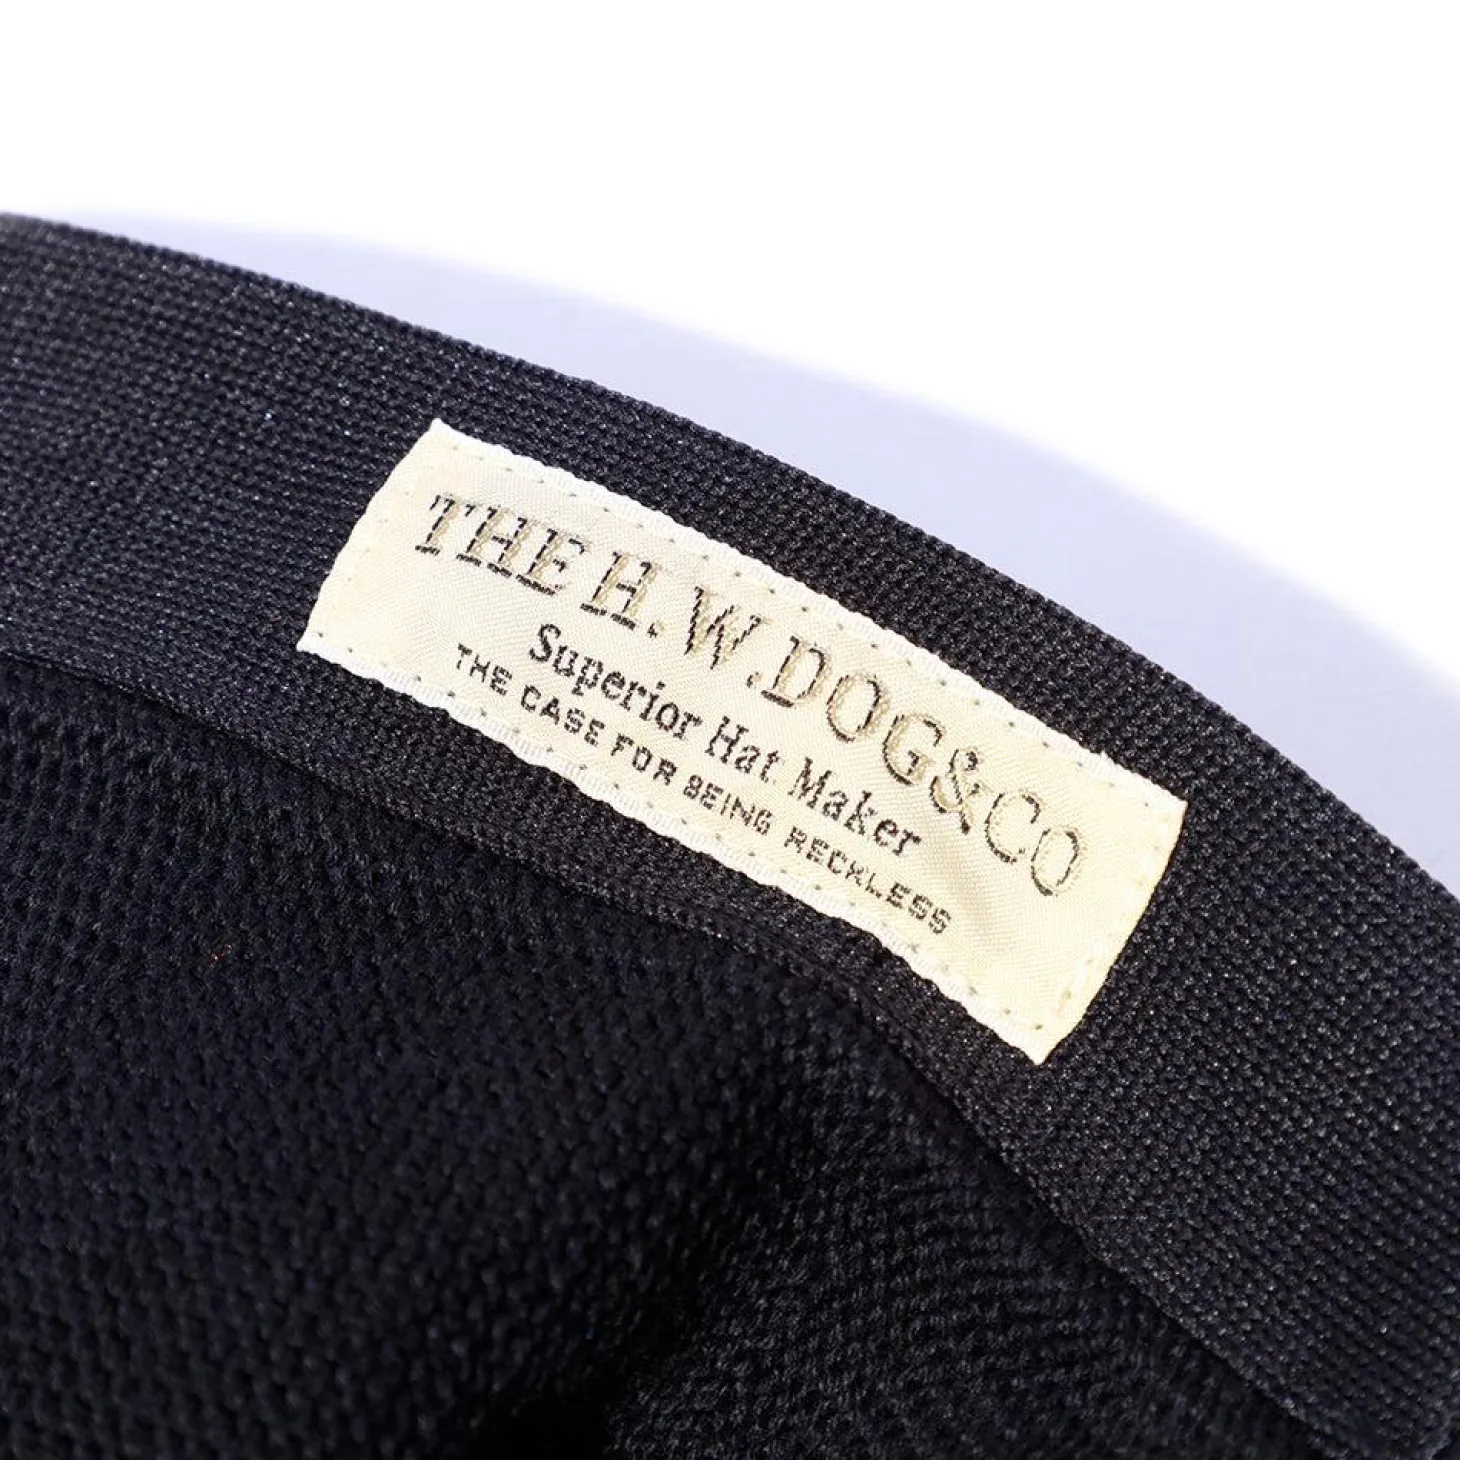 THE H.W.DOG&CO
Superior Hat Maker
THE CASE FOR BEING RECKLESS